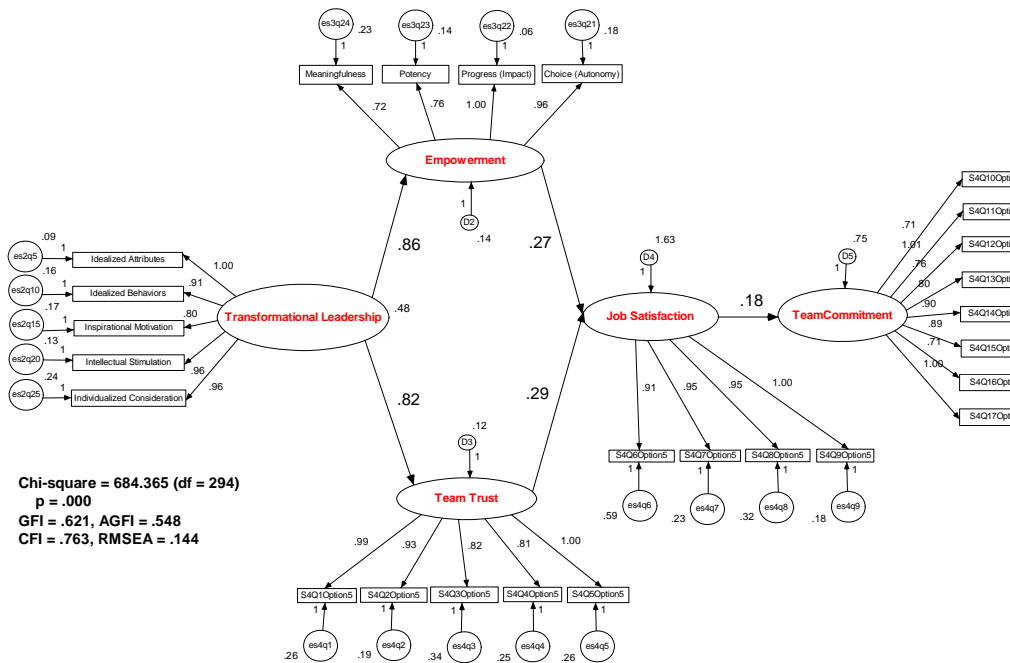 es3q24
.23
es3q23
.14
es3q22
.06
es3q21
.18
1
1
1
1
Meaningfulness
Potency
Progress (Impact)
Choice (Autonomy)
.72
.76
1.00
.96
Empowerment
1
D2
.14
.86
.27
es2q5
.09
1
Idealized Attributes
1.00
es2q10
.16
1
Idealized Behaviors
.91
es2q15
.17
1
Inspirational Motivation
.80
es2q20
.13
1
Intellectual Stimulation
.96
es2q25
.24
1
Individualized Consideration
.96
Transformational Leadership
.48
1.63
D4
1
Job Satisfaction
.18
.75
D5
1
TeamCommitment
S4Q10Opti
S4Q11Opti
S4Q12Opti
S4Q13Opti
S4Q14Opti
S4Q15Opti
S4Q16Opti
S4Q17Opti
.71
1.01
.76
.80
.90
.89
.71
1.00
.82
.29
.91
.95
.95
1.00
S4Q6Option5
S4Q7Option5
S4Q8Option5
S4Q9Option5
1
1
1
1
es4q6
.59
es4q7
.23
es4q8
.32
es4q9
.18
.12
D3
1
Team Trust
Chi-square = 684.365 (df = 294)
p = .000
GFI = .621, AGFI = .548
CFI = .763, RMSEA = .144
.99
.93
.82
.81
1.00
S4Q1Option5
S4Q2Option5
S4Q3Option5
S4Q4Option5
S4Q5Option5
1
1
1
1
1
es4q1
.26
es4q2
.19
es4q3
.34
es4q4
.25
es4q5
.26